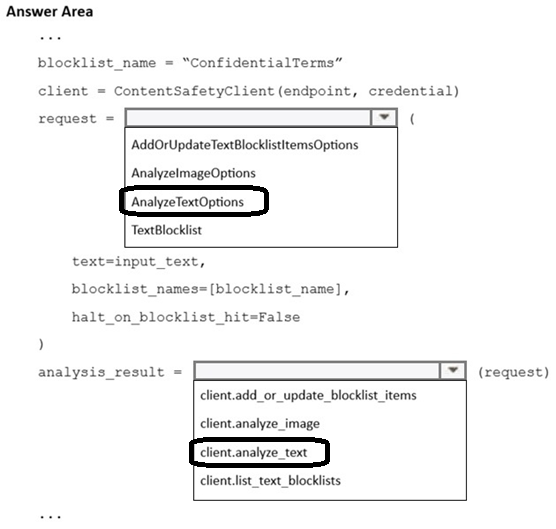 Answer Area
...
blocklist_name = “ConfidentialTerms”
client = ContentSafetyClient(endpoint, credential)
request = (
AddOrUpdateTextBlocklistItemsOptions
AnalyzeImageOptions
AnalyzeTextOptions
TextBlocklist
text=input_text,
blocklist_names=[blocklist_name],
halt_on_blocklist_hit=False
)
analysis_result = (request)
client.add_or_update_blocklist_items
client.analyze_image
client.analyze_text
client.list_text_blocklists
...